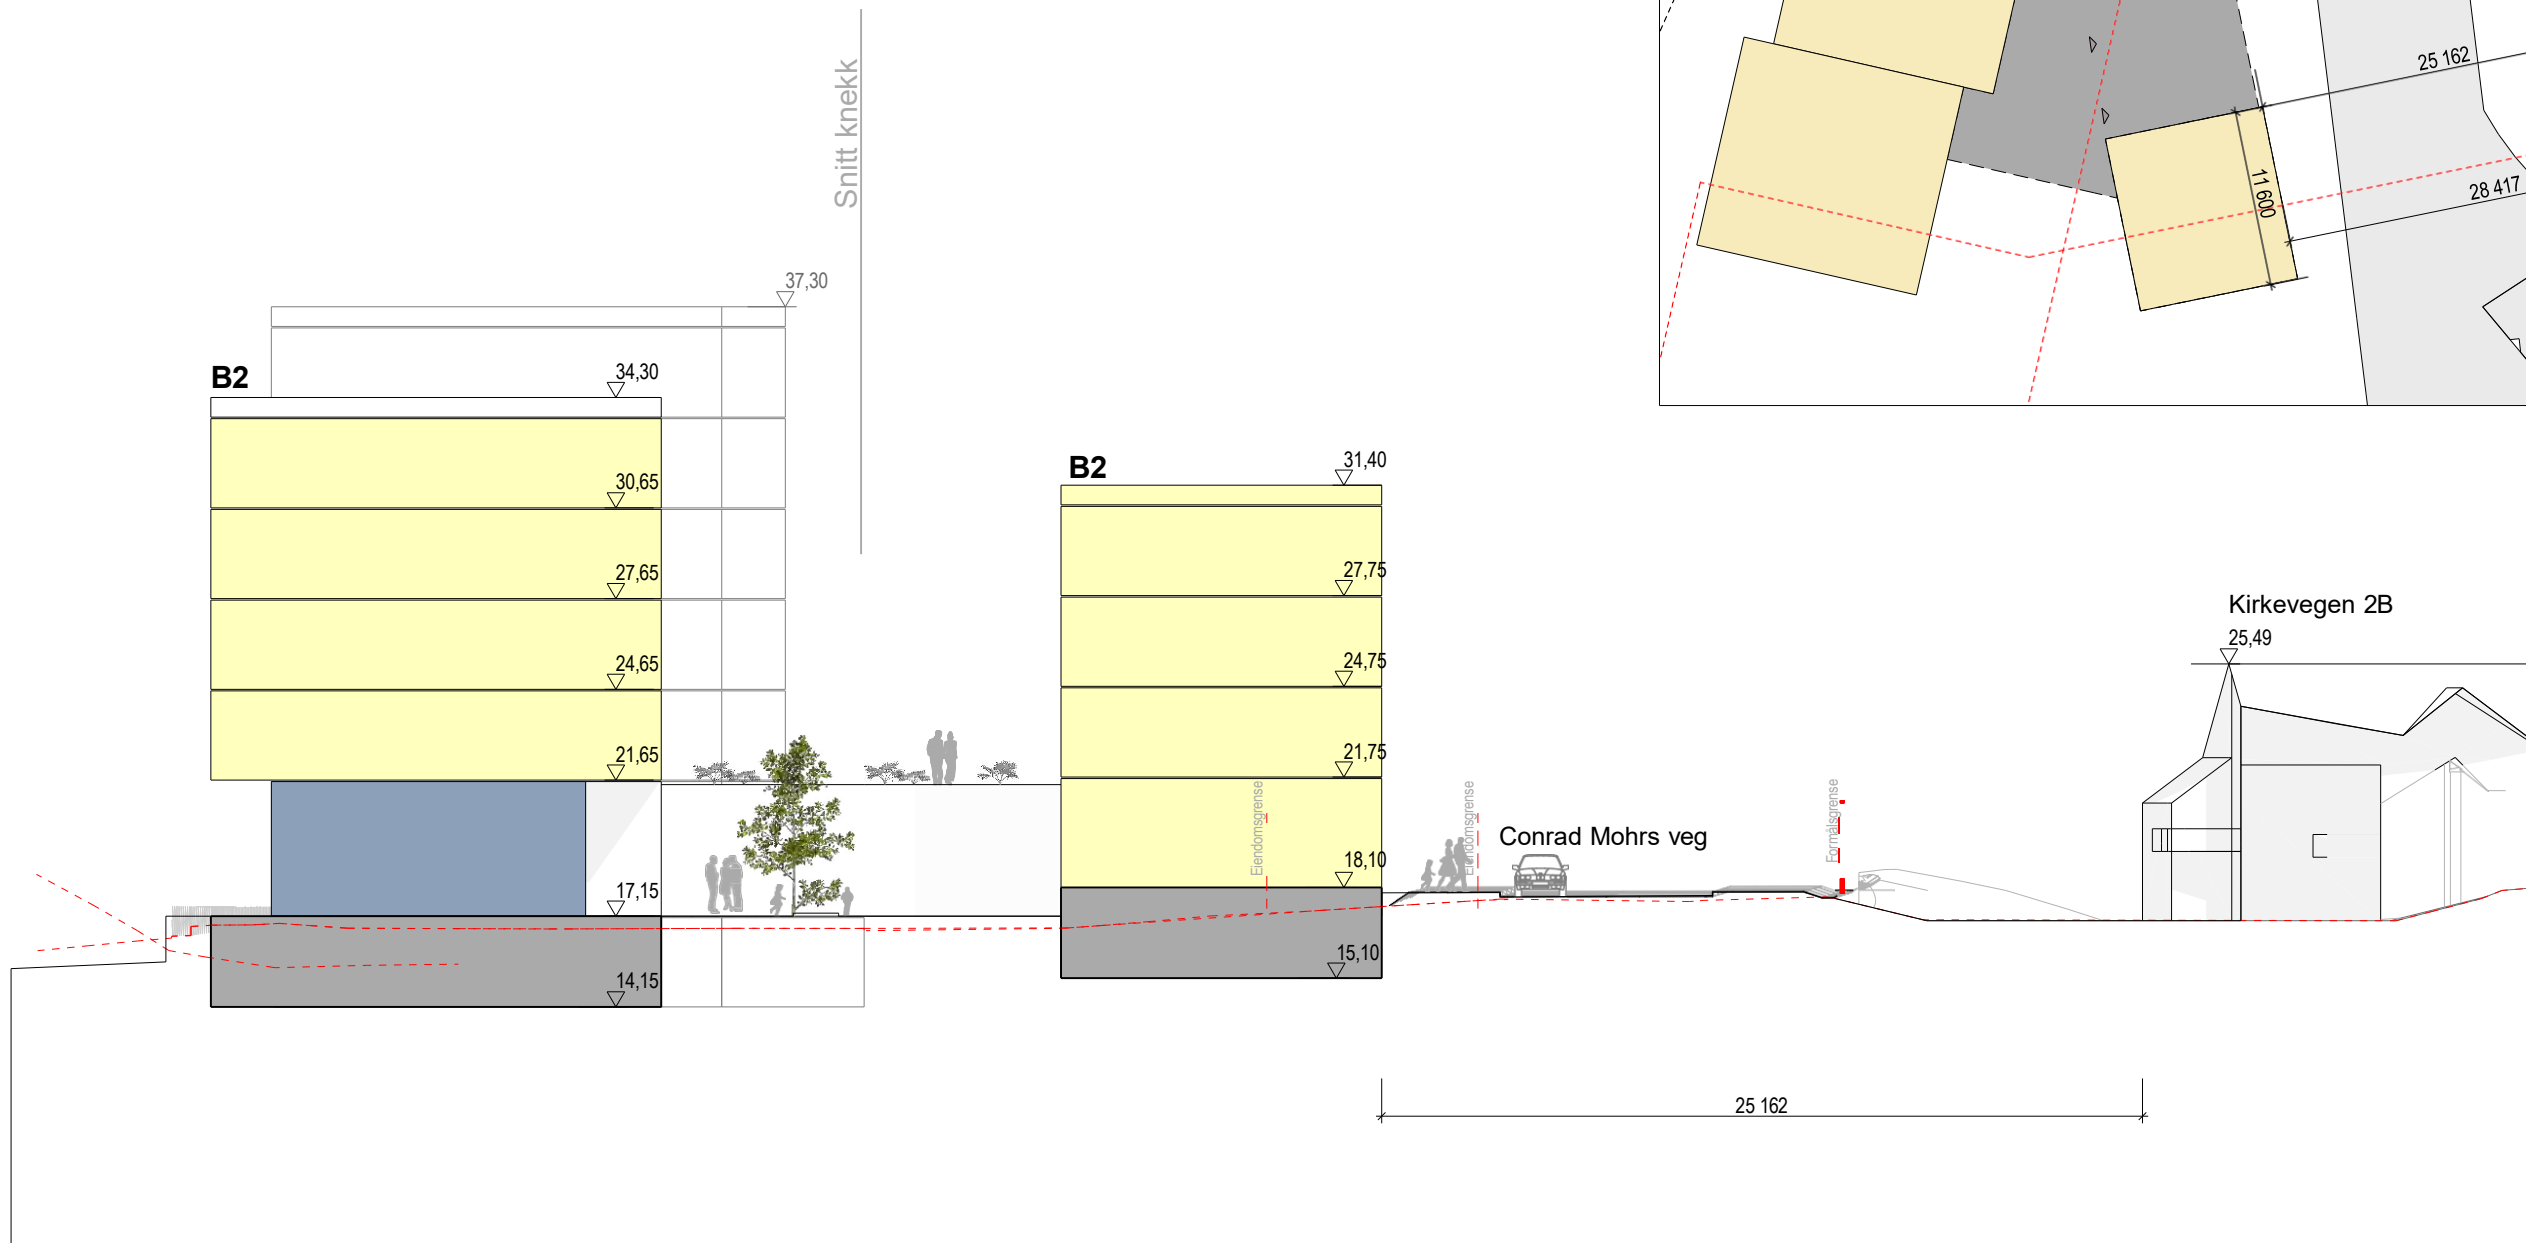 Snitt knekk
25 162
11 600
28 417
37,30
B2
34,30
30,65
27,65
24,65
21,65
17,15
14,15
B2
31,40
27,75
24,75
21,75
18,10
15,10
Eiendomsgrense
Eiendomsgrense
Conrad Mohrs veg
Formålsgrense
Kirkevegen 2B
25,49
25 162